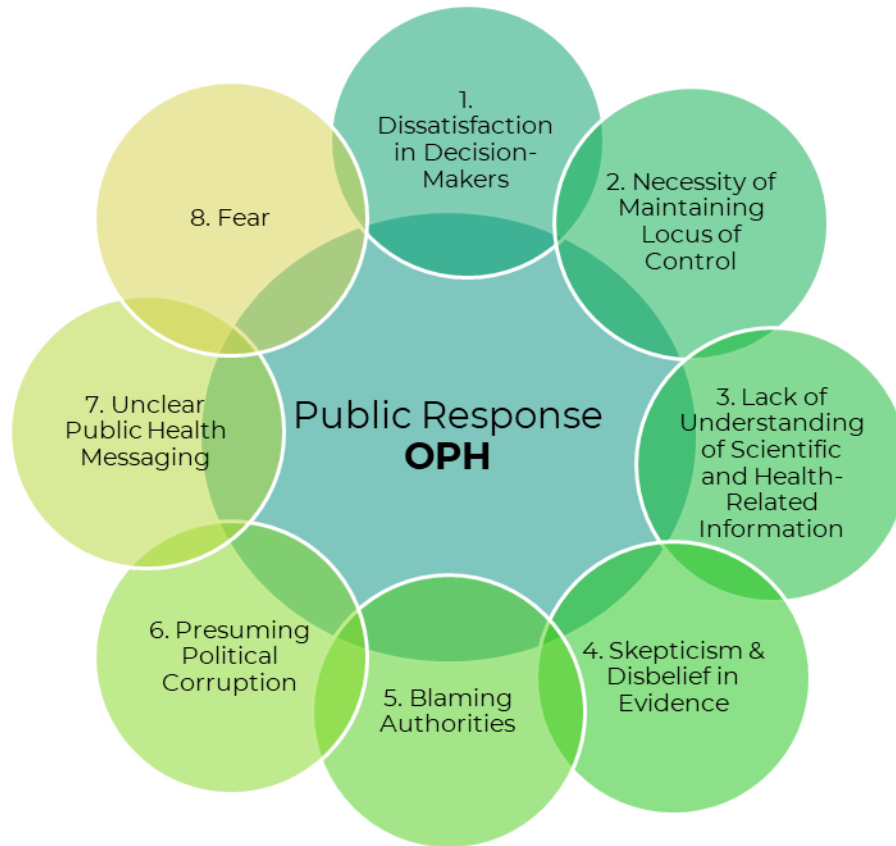 1.
Dissatisfaction
in Decision-
Makers
2. Necessity of
Maintaining
Locus of
Control
3. Lack of
Understanding
of Scientific
and Health-
Related
Information
4. Skepticism &
Disbelief in
Evidence
5. Blaming
Authorities
6. Presuming
Political
Corruption
7. Unclear
Public Health
Messaging
8. Fear
Public Response
OPH